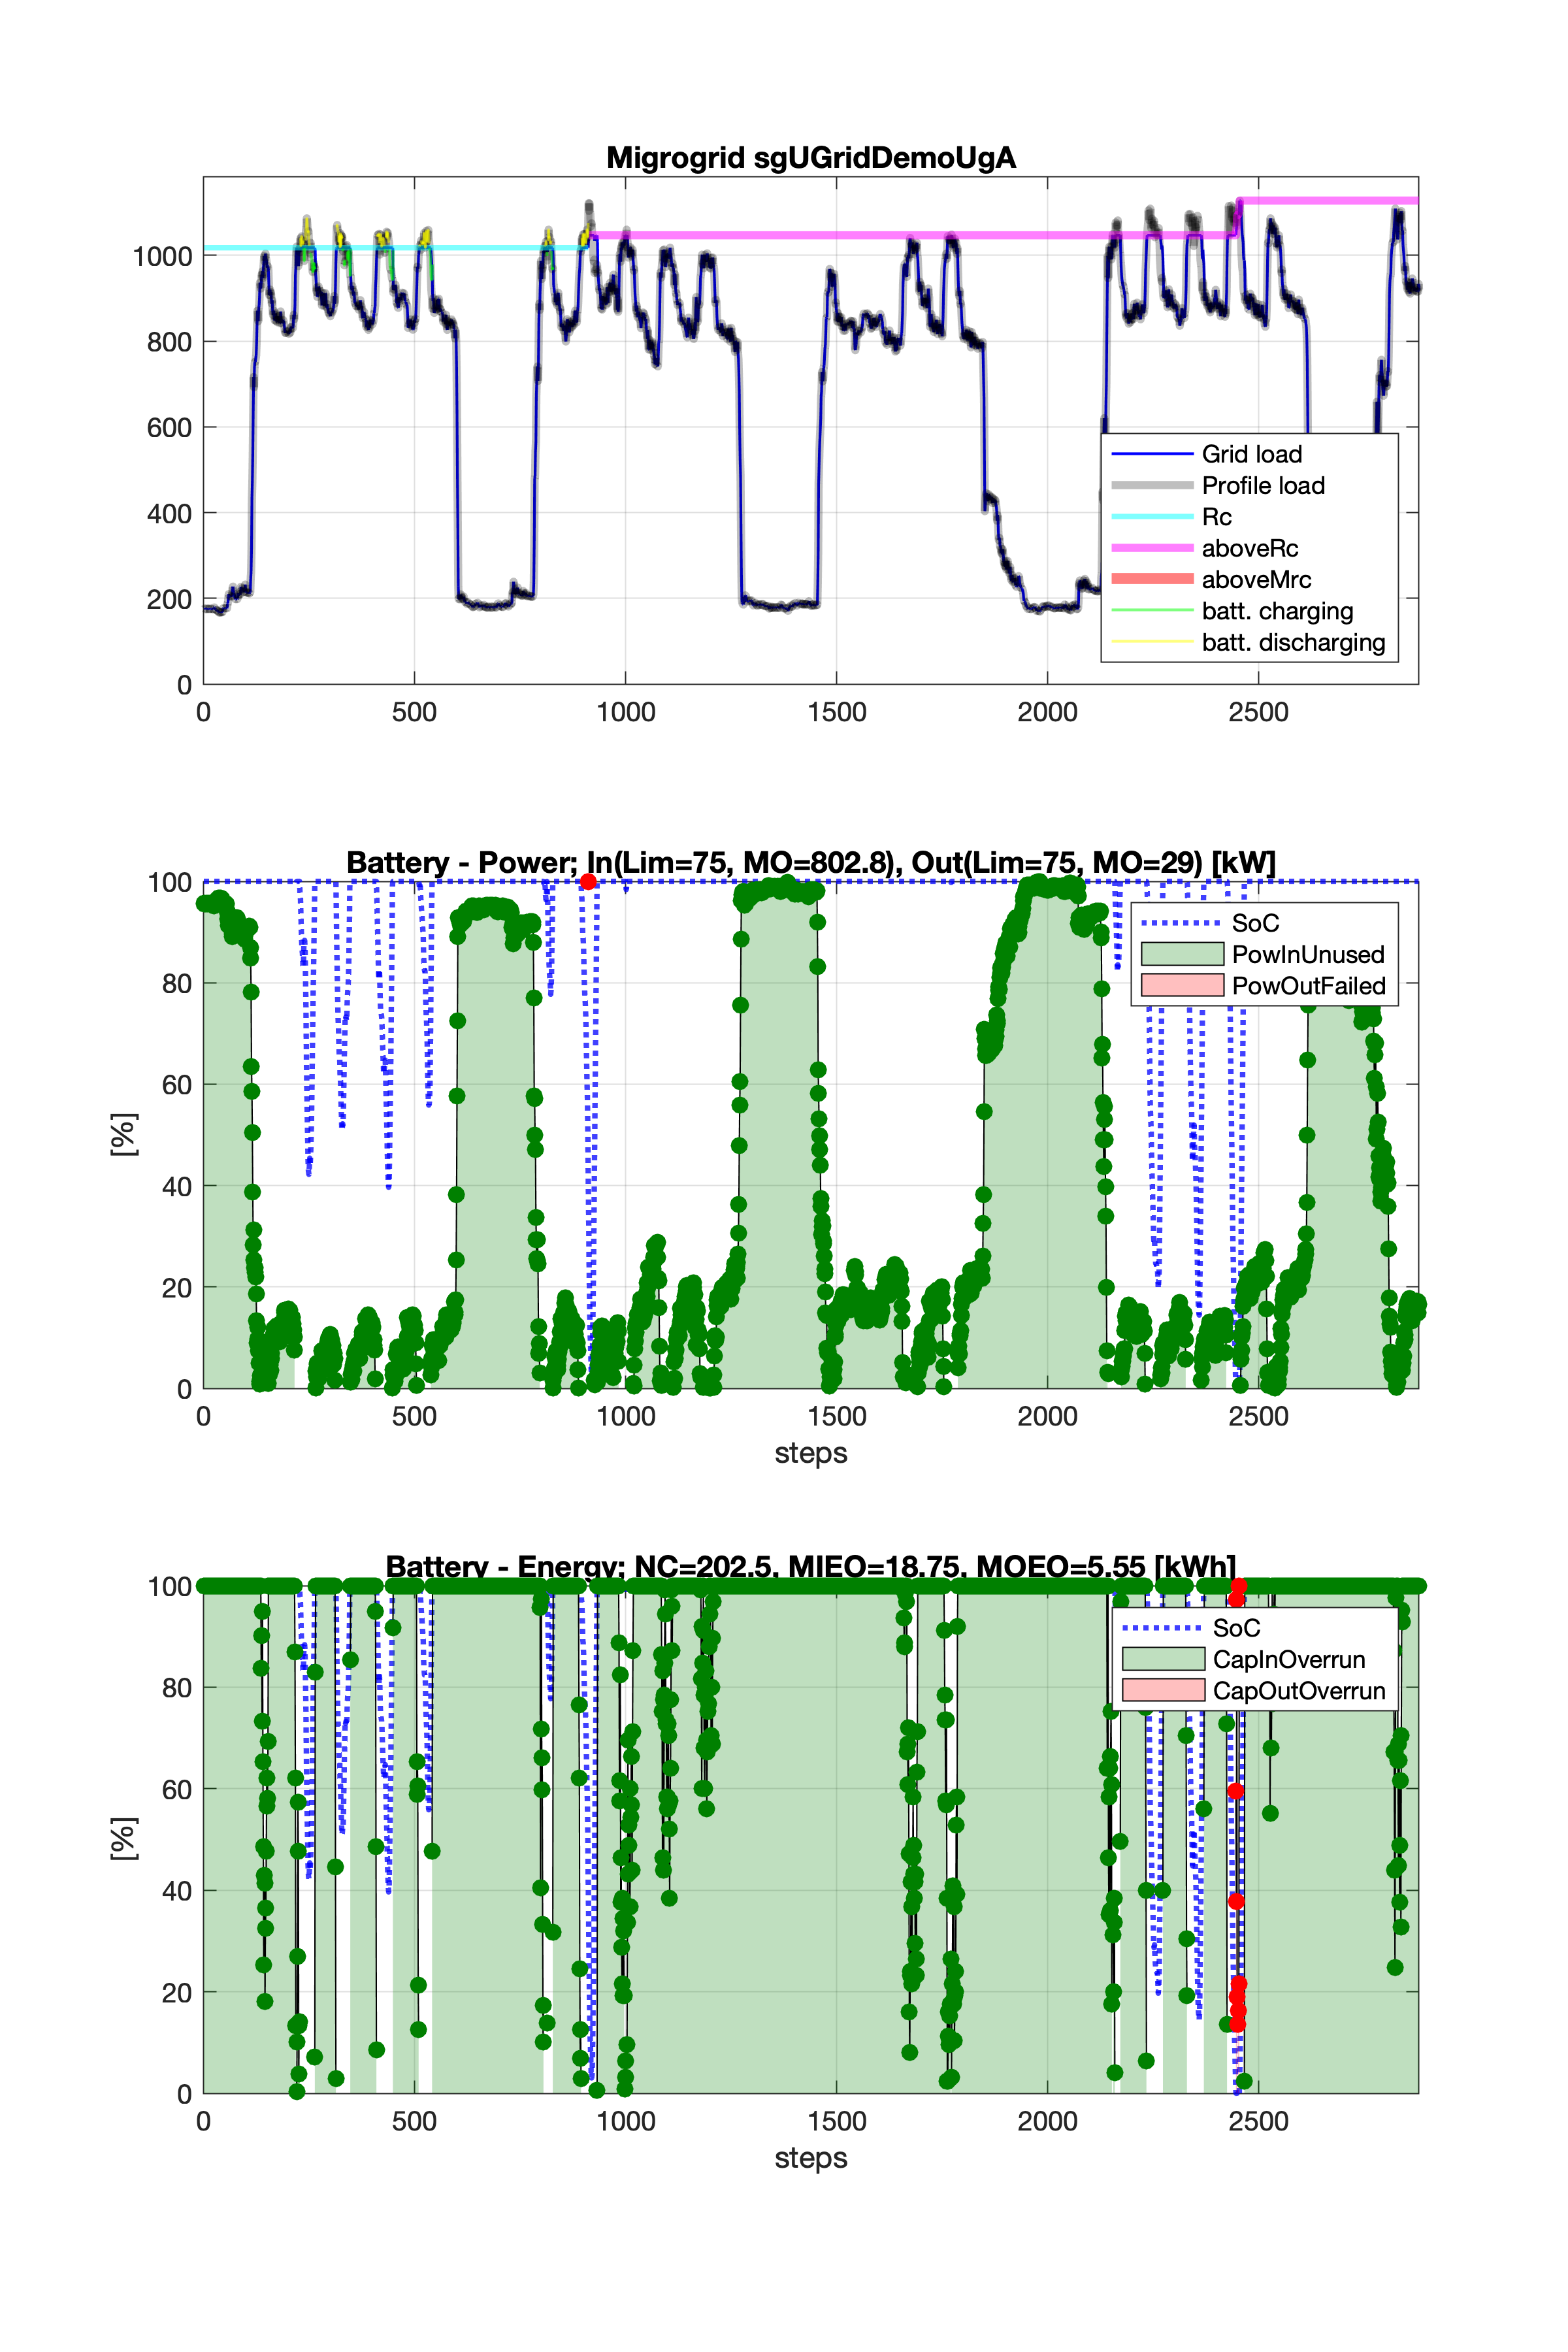 Migrogrid sgUGridDemoUgA
1000
800
600
400
200
0
0 500 1000 1500 2000 2500
Grid load
Profile load
Rc
aboveRc
aboveMrc
batt. charging
batt. discharging
Battery - Power; In(Lim=75, MO=802.8), Out(Lim=75, MO=29) [kW]
100
80
60
40
20
0
[%]
0 500 1000 1500 2000 2500
steps
SoC
PowInUnused
PowOutFailed
Battery - Energy; NC=202.5, MIEO=18.75, MOEO=5.55 [kWh]
100
80
60
40
20
0
[%]
0 500 1000 1500 2000 2500
steps
SoC
CapInOverrun
CapOutOverrun